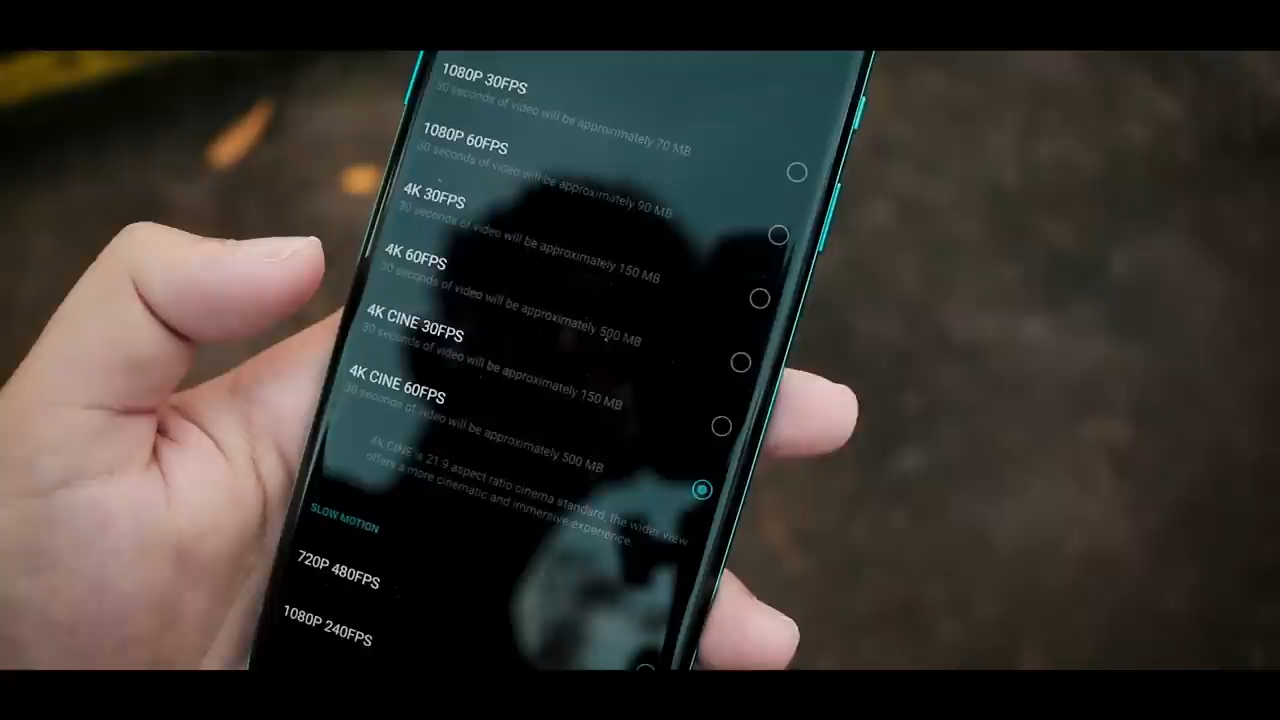 1080P 30FPS
30 seconds of video will be approximately 70 MB
1080P 60FPS
30 seconds of video will be approximately 90 MB
4K 30FPS
30 seconds of video will be approximately 150 MB
4K 60FPS
30 seconds of video will be approximately 500 MB
4K CINE 30FPS
30 seconds of video will be approximately 150 MB
4K CINE 60FPS
30 seconds of video will be approximately 500 MB
4K CINE is 21:9 aspect ratio cinema standard, the wider view
offers a more cinematic and immersive experience.
SLOW MOTION
720P 480FPS
1080P 240FPS